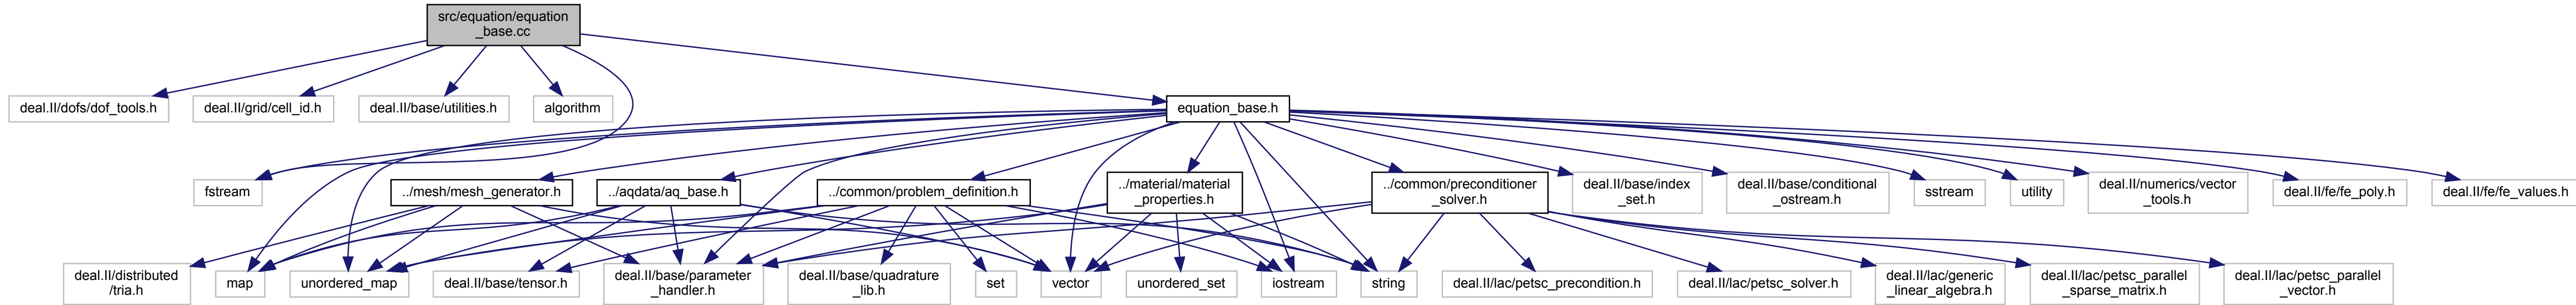 src/equation/equation
_base.cc
deal.II/dofs/dof_tools.h
deal.II/grid/cell_id.h
deal.II/base/utilities.h
algorithm
equation_base.h
fstream
../mesh/mesh_generator.h
../aqdata/aq_base.h
../common/problem_definition.h
../material/material
_properties.h
../common/preconditioner
_solver.h
deal.II/base/index
_set.h
deal.II/base/conditional
_ostream.h
sstream
utility
deal.II/numerics/vector
_tools.h
deal.II/fe/fe_poly.h
deal.II/fe/fe_values.h
deal.II/distributed
/tria.h
map
unordered_map
deal.II/base/tensor.h
deal.II/base/parameter
_handler.h
deal.II/base/quadrature
_lib.h
set
vector
unordered_set
iostream
string
deal.II/lac/petsc_precondition.h
deal.II/lac/petsc_solver.h
deal.II/lac/generic
_linear_algebra.h
deal.II/lac/petsc_parallel
_sparse_matrix.h
deal.II/lac/petsc_parallel
_vector.h